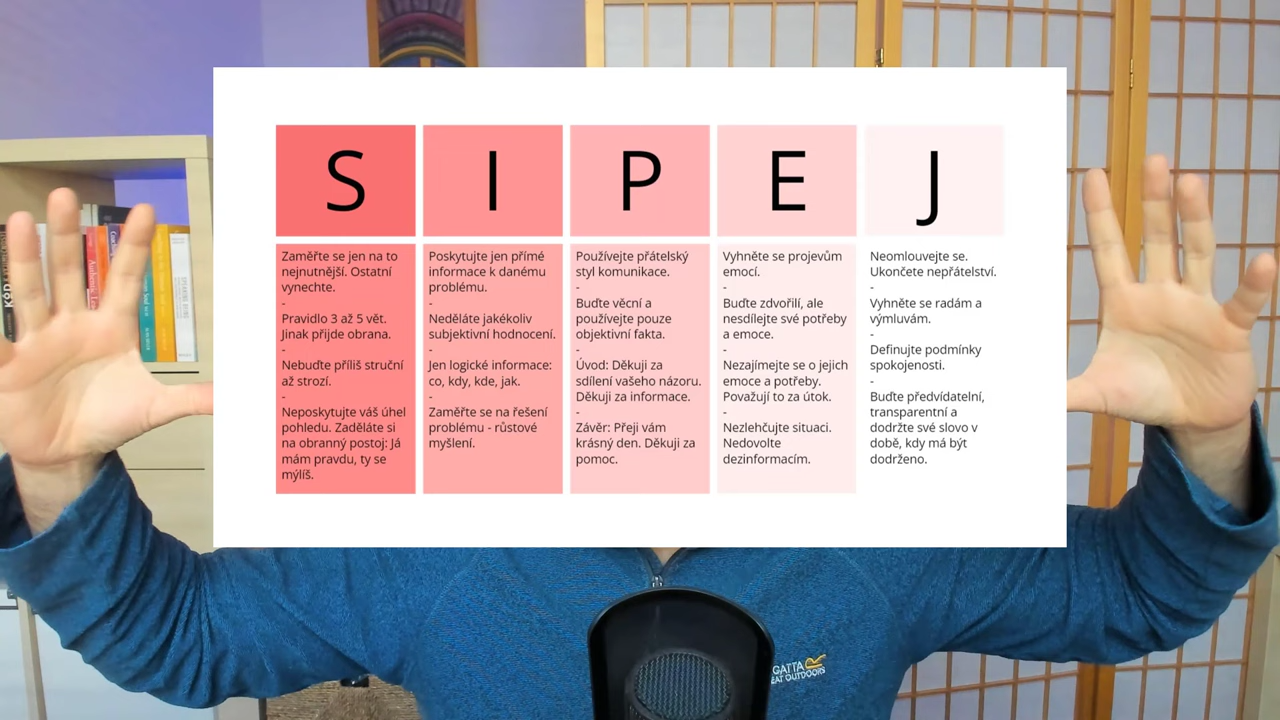 S
I
P
E
J
Zaměřte se jen na to
nejnutnější. Ostatní
vynechte.
-
Pravidlo 3 až 5 vět.
Jinak přijde obrana.
-
Nebuďte příliš struční
až strozí.
-
Neposkytujte váš úhel
pohledu. Zaděláte si
na obranný postoj: Já
mám pravdu, ty se
mýlíš.
Poskytujte jen přímé
informace k danému
problému.
-
Neděláte jakékoliv
subjektivní hodnocení.
-
Jen logické informace:
co, kdy, kde, jak.
-
Zaměřte se na řešení
problému - růstové
myšlení.
Používejte přátelský
styl komunikace.
-
Buďte věcní a
používejte pouze
objektivní fakta.
-
Úvod: Děkuji za
sdílení vašeho názoru.
Děkuji za informace.
-
Závěr: Přeji vám
krásný den. Děkuji za
pomoc.
Vyhněte se projevům
emocí.
-
Buďte zdvořilí, ale
nesdílejte své potřeby
a emoce.
-
Nezajímejte se o jejich
emoce a potřeby.
Považují to za útok.
-
Nezlehčujte situaci.
Nedovolte
dezinformacím.
Neomlouvejte se.
Ukončete nepřátelství.
-
Vyhněte se radám a
výmluvám.
-
Definujte podmínky
spokojenosti.
-
Buďte předvídatelní,
transparentní a
dodržte své slovo v
době, kdy má být
dodrženo.
GATTA
EAT OUTDOORS